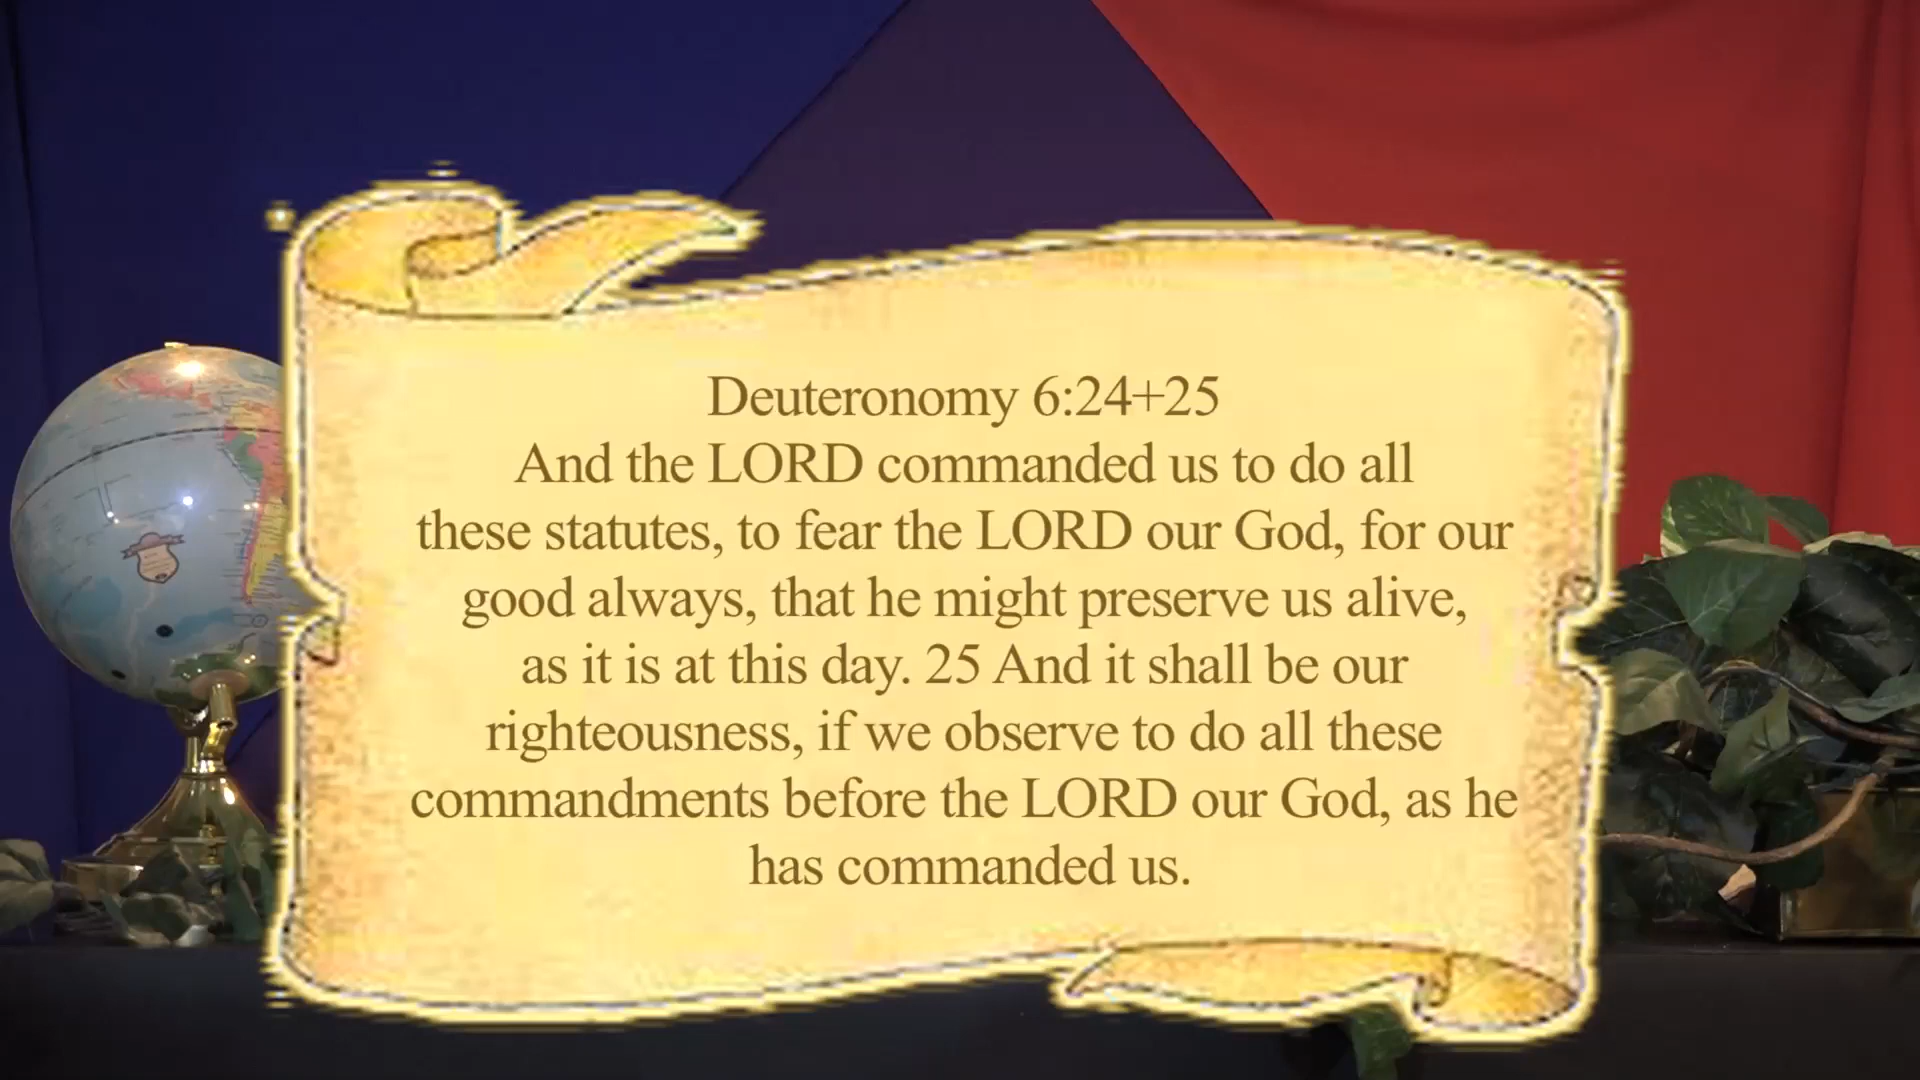 Deuteronomy 6:24+25
And the LORD commanded us to do all
these statutes, to fear the LORD our God, for our
good always, that he might preserve us alive,
as it is at this day. 25 And it shall be our
righteousness, if we observe to do all these
commandments before the LORD our God, as he
has commanded us.